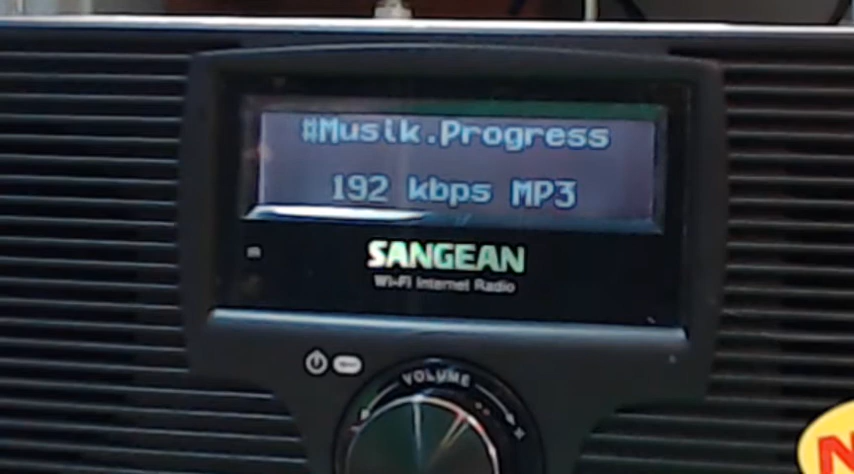 #Musik.Progress
192 kbps MP3
SANGEAN
Wi-Fi Internet Radio
VOLUME
N